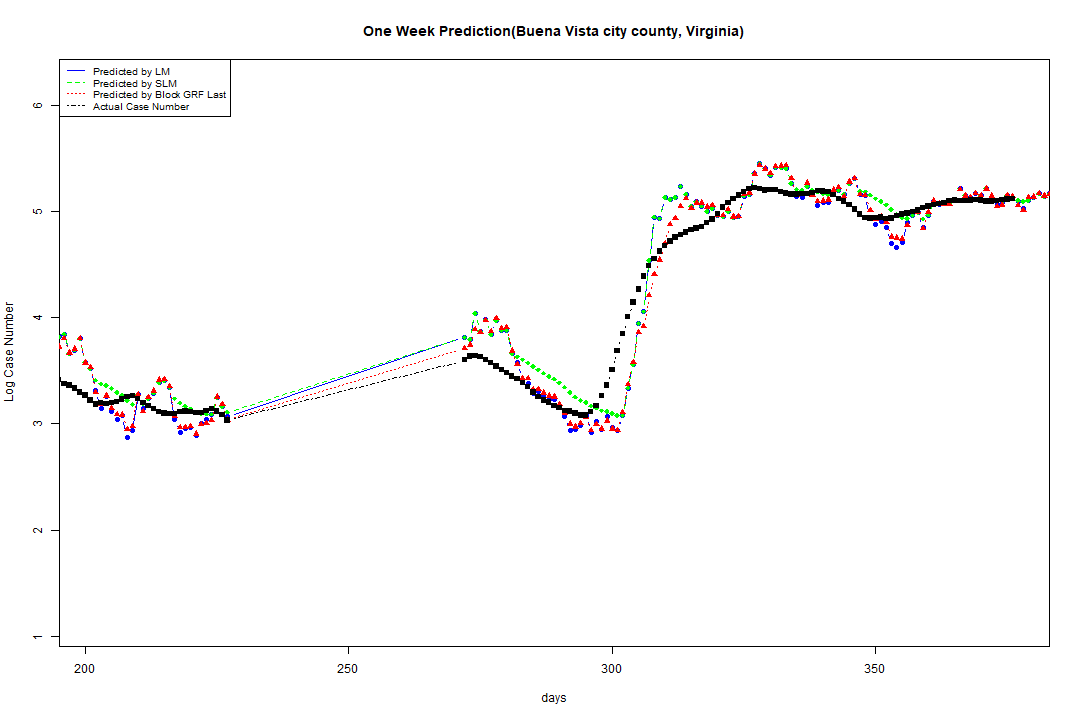 One Week Prediction(Buena Vista city county, Virginia)
Predicted by LM
Predicted by SLM
Predicted by Block GRF Last
Actual Case Number
6
5
4
3
2
1
Log Case Number
200 250 300 350
days